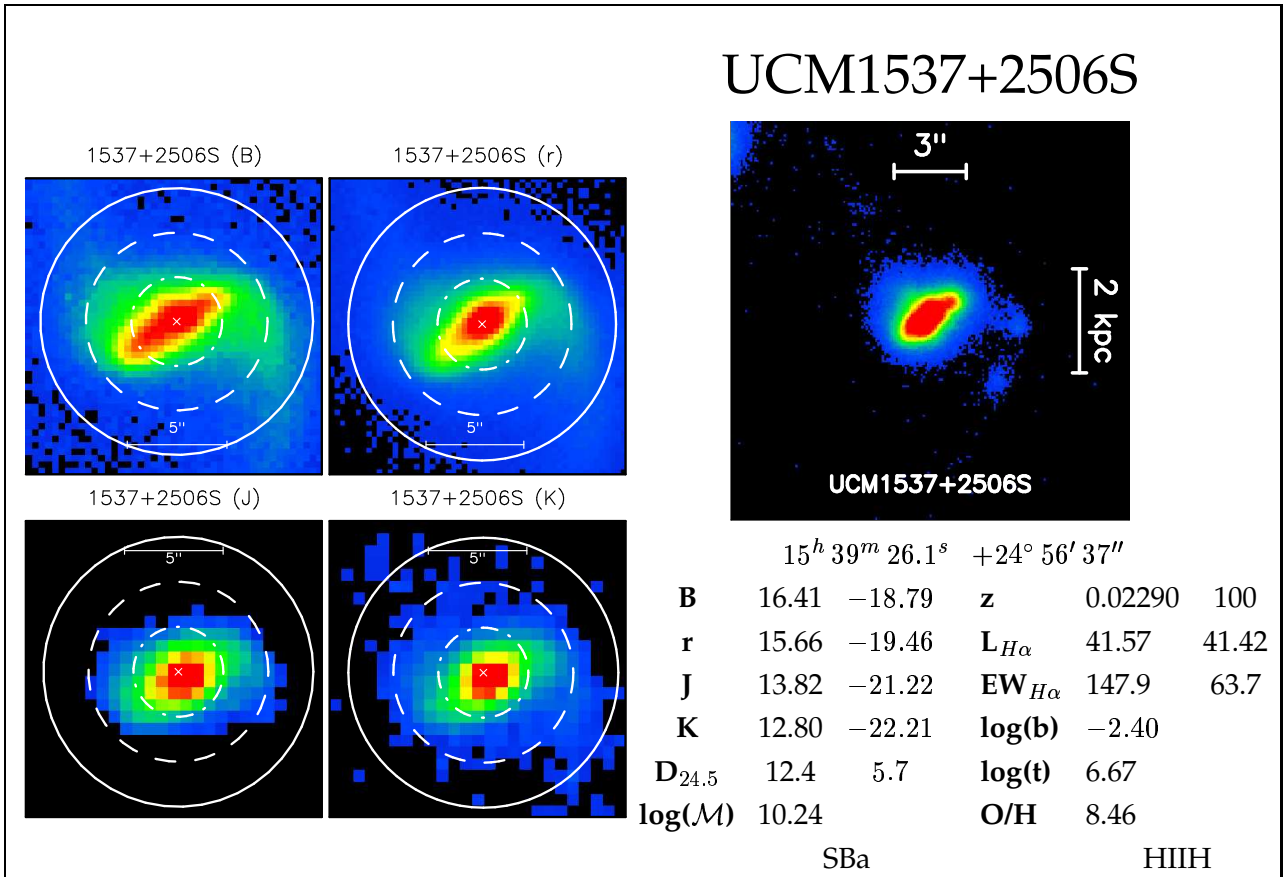 UCM1537+2506S
1537+2506S (B)
1537+2506S (r)
5"
5"
1537+2506S (J)
1537+2506S (K)
5"
5"
3"
2 kpc
UCM1537+2506S
15h 39m 26.1s +24° 56′ 37″
B 16.41 −18.79 z 0.02290 100
r 15.66 −19.46 LHα 41.57 41.42
J 13.82 −21.22 EWHα 147.9 63.7
K 12.80 −22.21 log(b) −2.40
D24.5 12.4 5.7 log(t) 6.67
log(M) 10.24 O/H 8.46
SBa HIIH